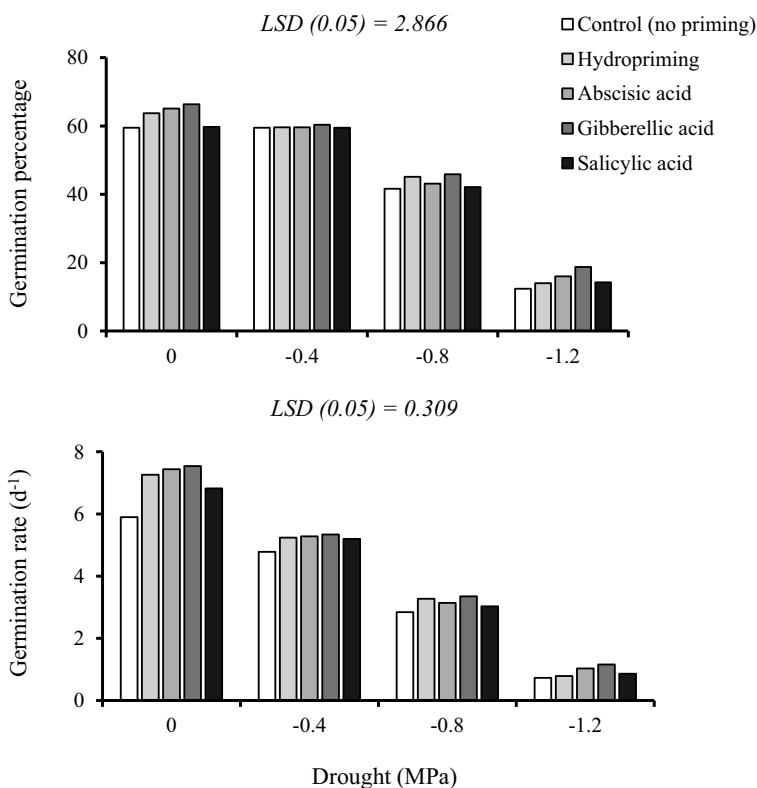 LSD (0.05) = 2.866
Control (no priming)
Hydropriming
Abscisic acid
Gibberellic acid
Salicylic acid
Germination percentage
80
60
40
20
0
0 -0.4 -0.8 -1.2
LSD (0.05) = 0.309
Germination rate (d⁻¹)
8
6
4
2
0
0 -0.4 -0.8 -1.2
Drought (MPa)